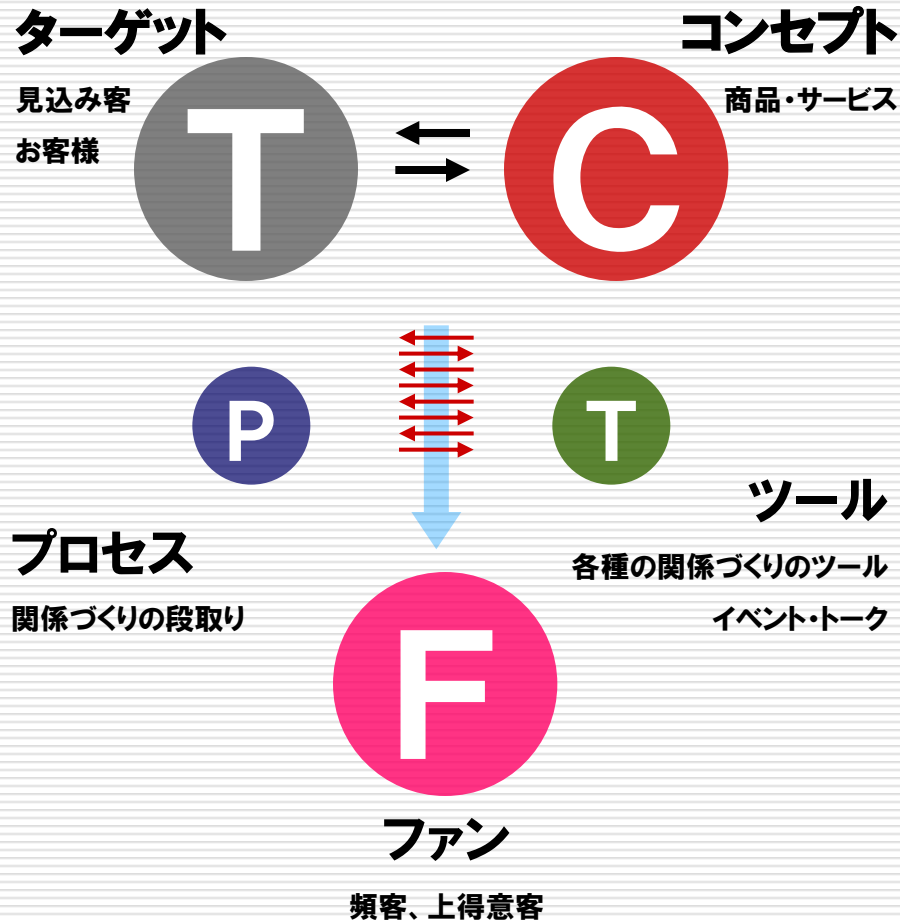 ターゲット
コンセプト
見込み客
お客様
商品・サービス
T
C
P
T
ツール
プロセス
各種の関係づくりのツール
関係づくりの段取り
イベント・トーク
F
ファン
頻客、上得意客